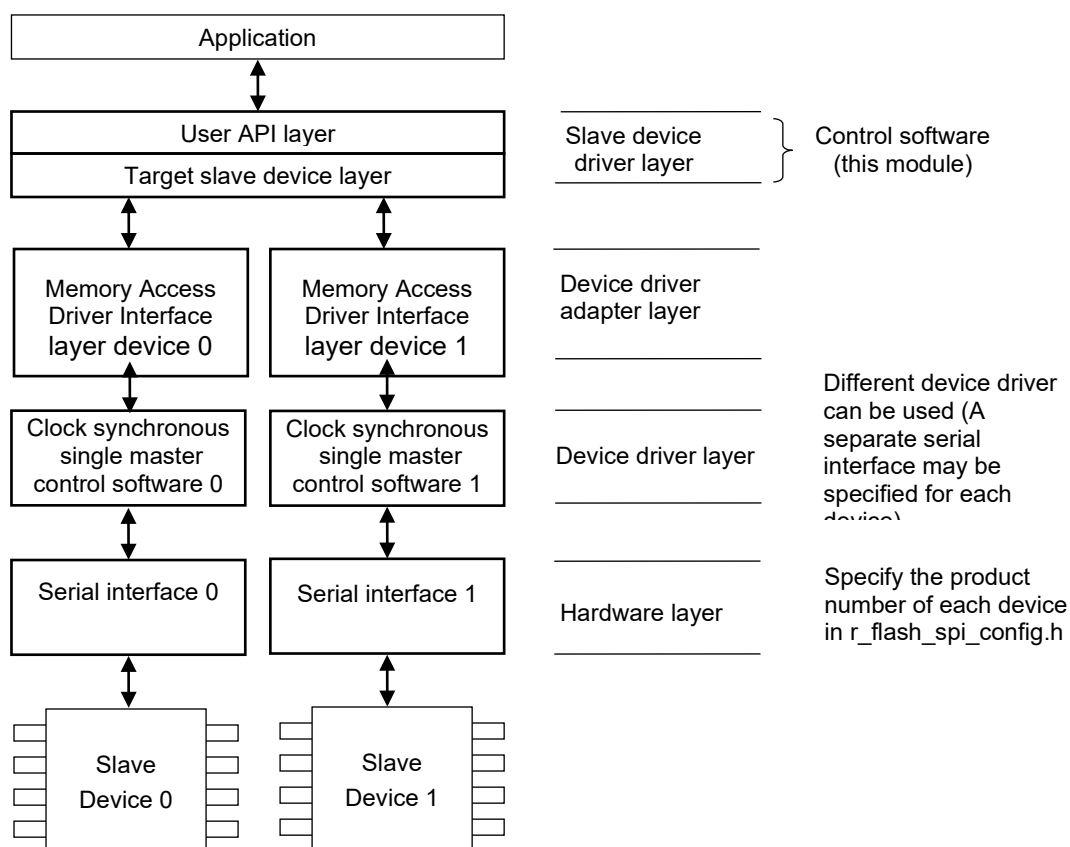 Application
User API layer
Target slave device layer
Slave device
driver layer
Control software
(this module)
Memory Access
Driver Interface
layer device 0
Memory Access
Driver Interface
layer device 1
Device driver
adapter layer
Clock synchronous
single master
control software 0
Clock synchronous
single master
control software 1
Device driver layer
Different device driver
can be used (A
separate serial
interface may be
specified for each
device)
Serial interface 0
Serial interface 1
Hardware layer
Specify the product
number of each device
in r_flash_spi_config.h
Slave
Device 0
Slave
Device 1